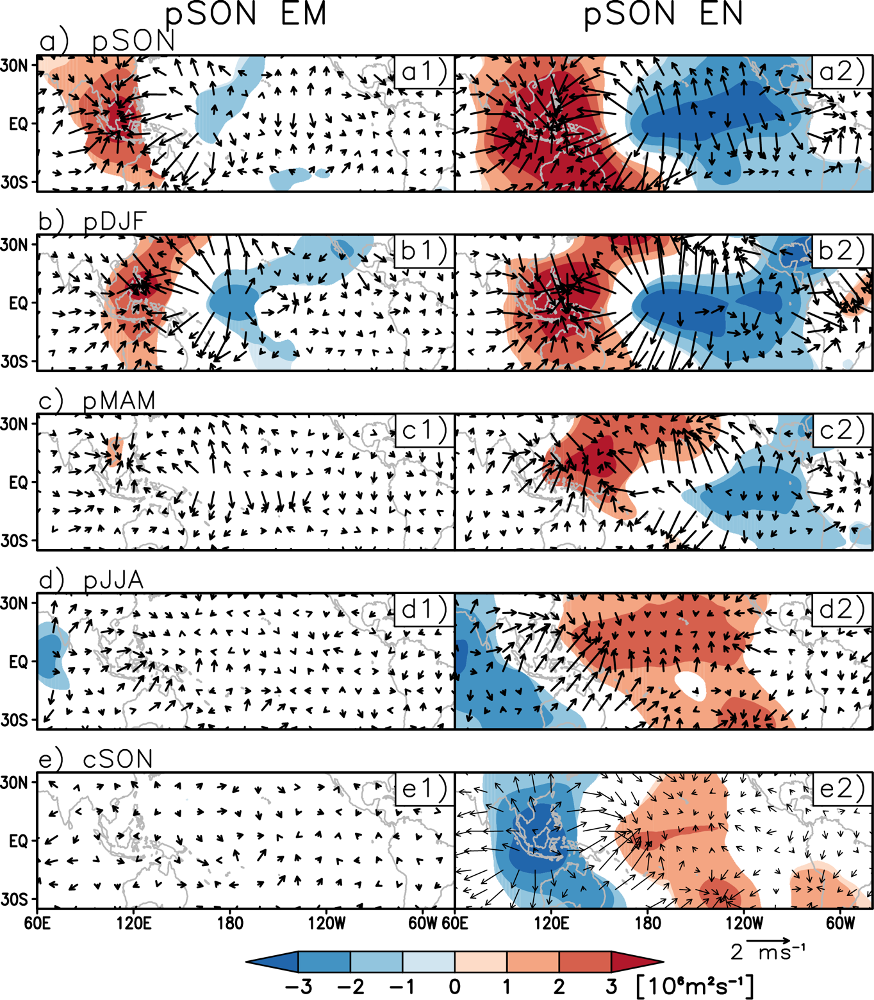 pSON EM pSON EN
a) pSON
30N a1) a2)
EQ
30S
b) pDJF
30N b1) b2)
EQ
30S
c) pMAM
30N c1) c2)
EQ
30S
d) pJJA
30N d1) d2)
EQ
30S
e) cSON
30N e1) e2)
EQ
30S
60E 120E 180 120W 60W 60E 120E 180 120W 60W
2 ms⁻¹
−3 −2 −1 0 1 2 3 [10⁶m²s⁻¹]